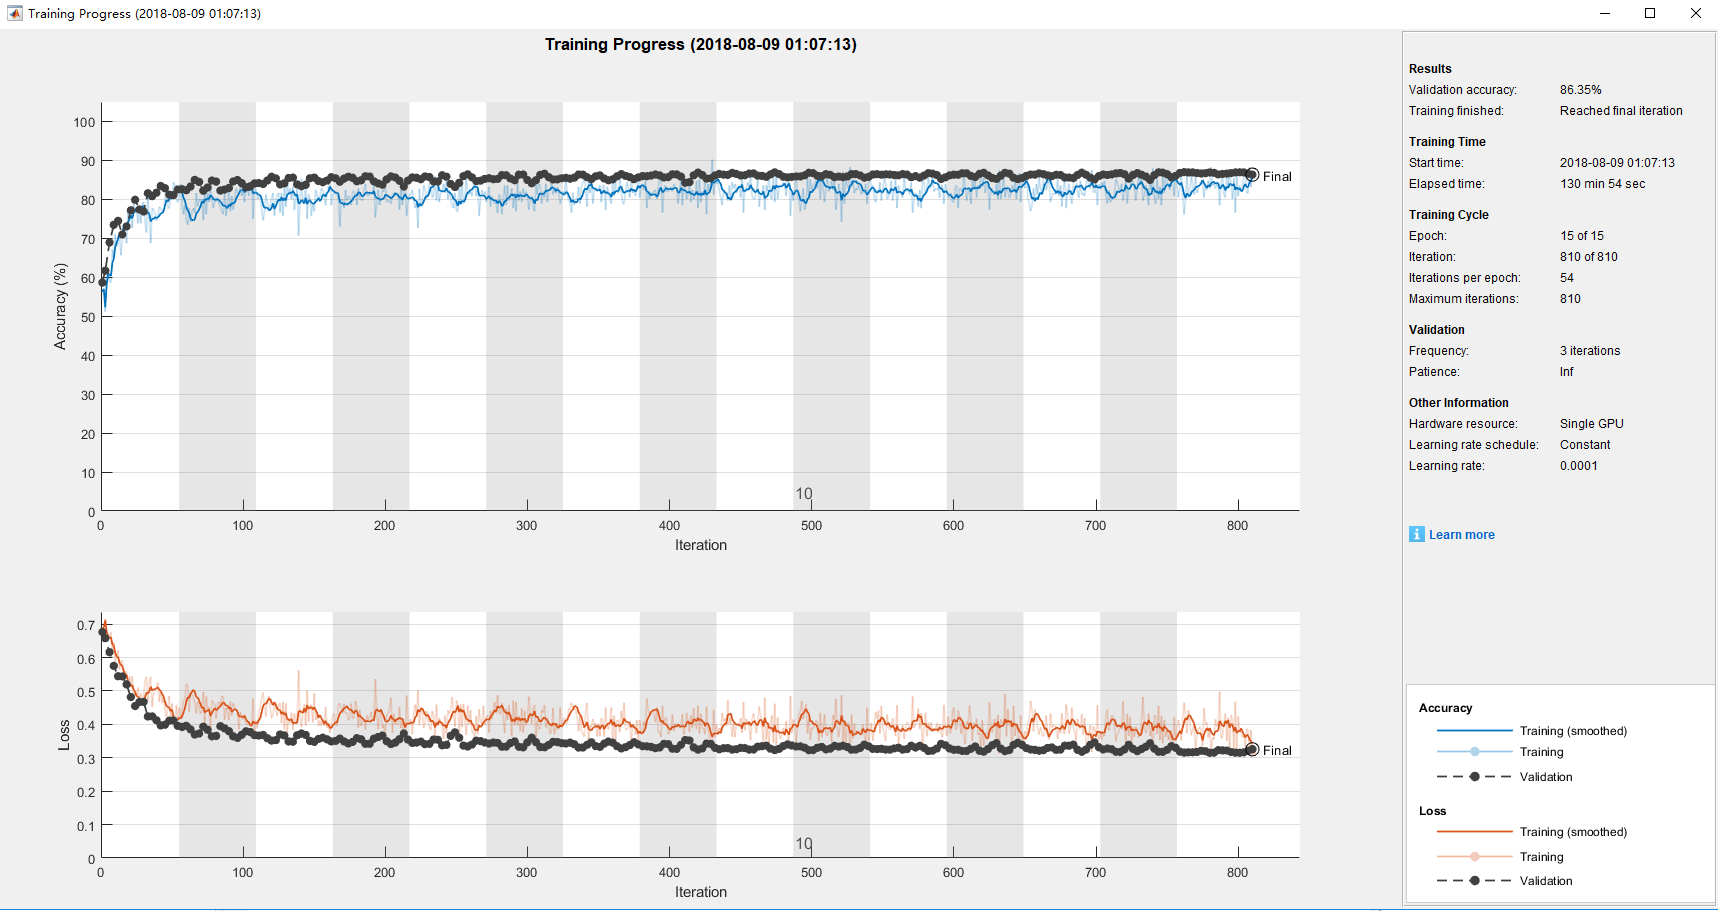 Training Progress (2018-08-09 01:07:13)
Training Progress (2018-08-09 01:07:13)
100
90
80
70
60
50
40
30
20
10
0
Accuracy (%)
Final
10
0 100 200 300 400 500 600 700 800
Iteration
0.7
0.6
0.5
0.4
0.3
0.2
0.1
0
Loss
Final
10
0 100 200 300 400 500 600 700 800
Iteration
Results
Validation accuracy: 86.35%
Training finished: Reached final iteration
Training Time
Start time: 2018-08-09 01:07:13
Elapsed time: 130 min 54 sec
Training Cycle
Epoch: 15 of 15
Iteration: 810 of 810
Iterations per epoch: 54
Maximum iterations: 810
Validation
Frequency: 3 iterations
Patience: Inf
Other Information
Hardware resource: Single GPU
Learning rate schedule: Constant
Learning rate: 0.0001
i Learn more
Accuracy
Training (smoothed)
Training
Validation
Loss
Training (smoothed)
Training
Validation